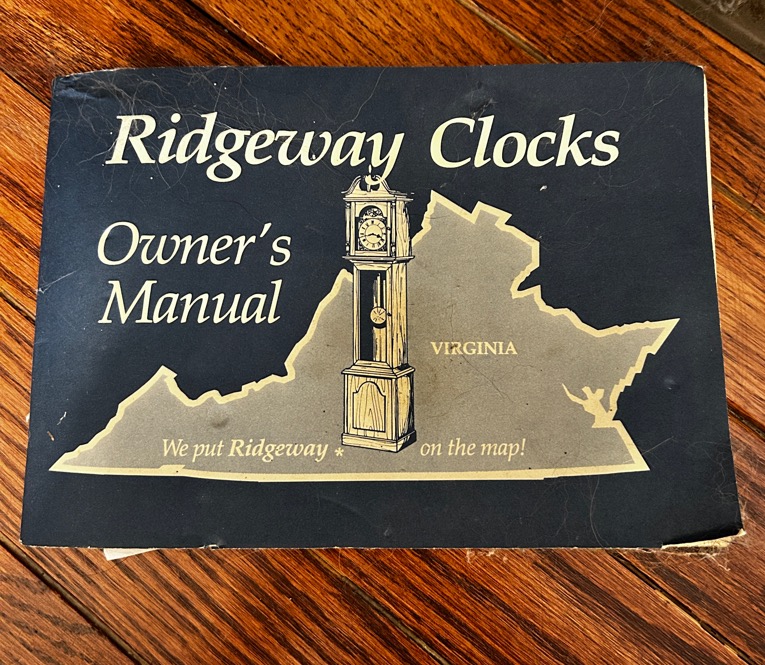 Ridgeway Clocks
Owner's
Manual
VIRGINIA
We put Ridgeway * on the map!